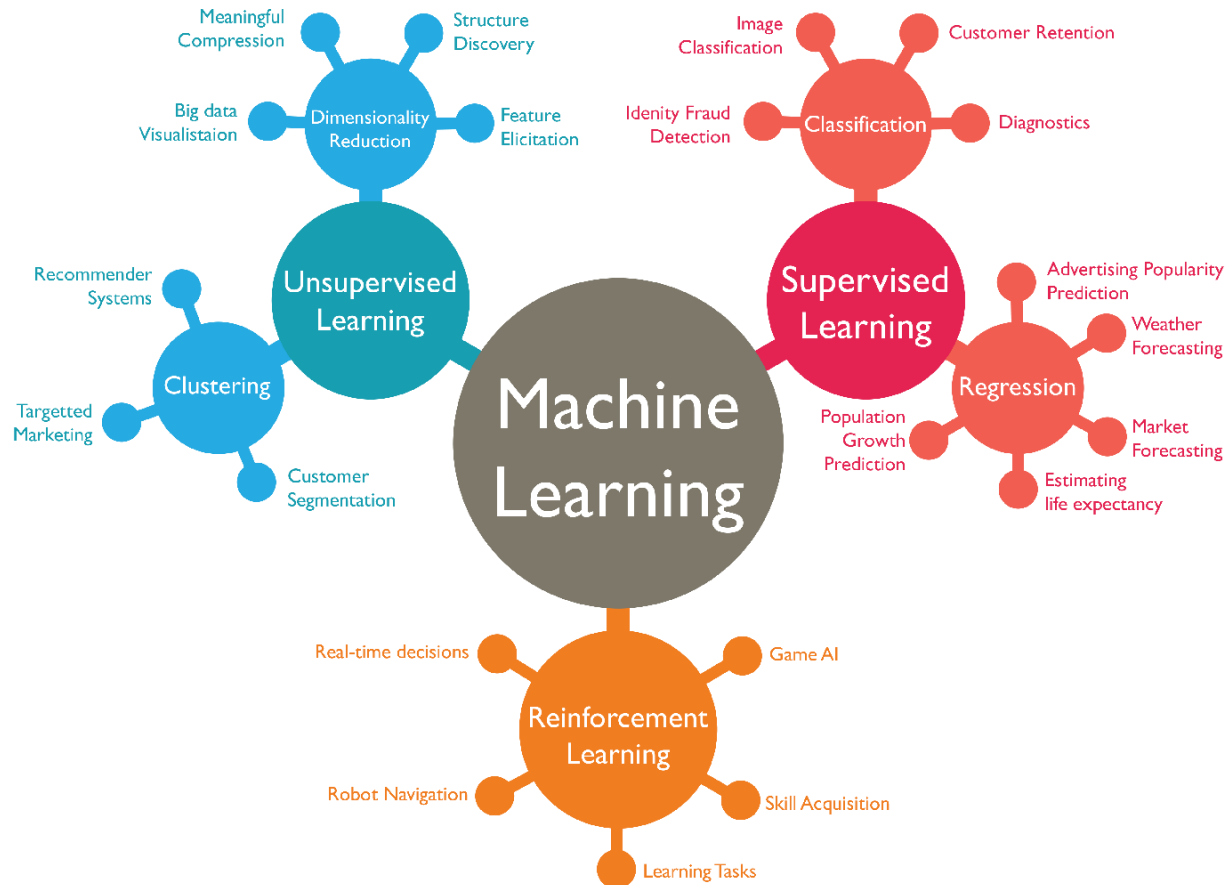 Meaningful
Compression
Structure
Discovery
Big data
Visualistaion
Dimensionality
Reduction
Feature
Elicitation
Image
Classification
Customer Retention
Idenity Fraud
Detection
Classification
Diagnostics
Unsupervised
Learning
Supervised
Learning
Recommender
Systems
Clustering
Targetted
Marketing
Customer
Segmentation
Machine
Learning
Advertising Popularity
Prediction
Weather
Forecasting
Regression
Population
Growth
Prediction
Market
Forecasting
Estimating
life expectancy
Real-time decisions
Game AI
Reinforcement
Learning
Robot Navigation
Skill Acquisition
Learning Tasks